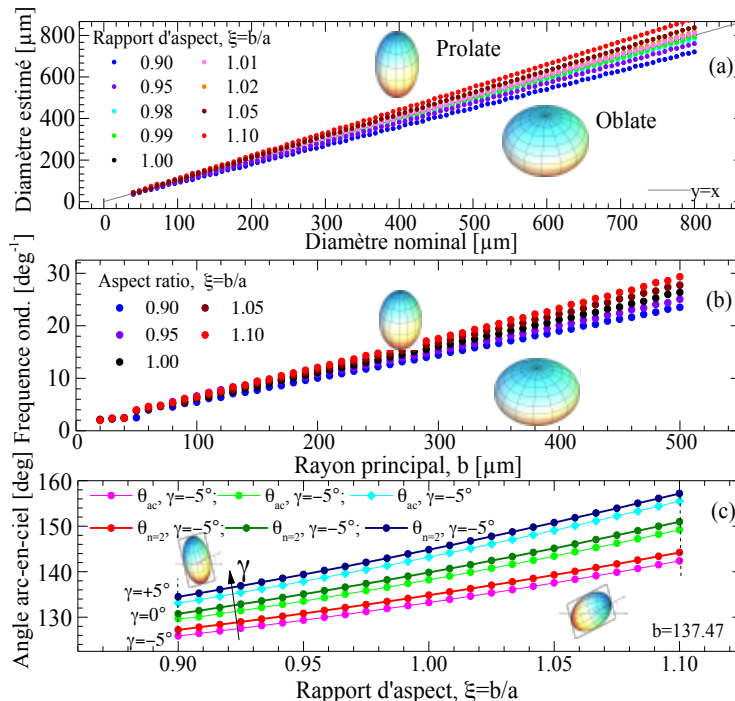 Diamètre estimé [µm]
800
600
400
200
0
Rapport d'aspect, ξ=b/a
0.90
0.95
0.98
0.99
1.00
1.01
1.02
1.05
1.10
Prolate
Oblate
(a)
y=x
0 100 200 300 400 500 600 700 800
Diamètre nominal [µm]
Frequence ond. [deg-1]
30
20
10
0
Aspect ratio, ξ=b/a
0.90
0.95
1.00
1.05
1.10
(b)
100 200 300 400 500
Rayon principal, b [µm]
Angle arc-en-ciel [deg]
160
150
140
130
θac, γ=−5°; θac, γ=−5°; θac, γ=−5°
θn=2, γ=−5°; θn=2, γ=−5°; θn=2, γ=−5°
(c)
γ
γ=+5°
γ=0°
γ=−5°
b=137.47
0.90 0.95 1.00 1.05 1.10
Rapport d'aspect, ξ=b/a